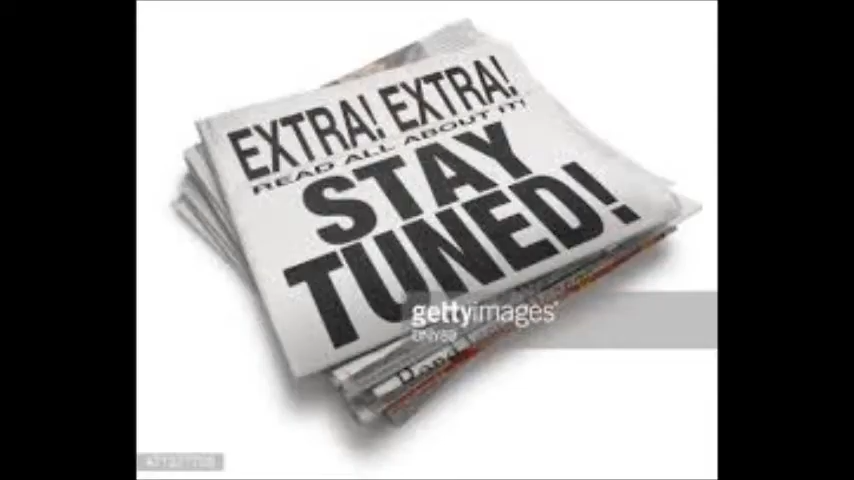 EXTRA! EXTRA!
READ ALL ABOUT IT!
STAY
TUNED!
gettyimages